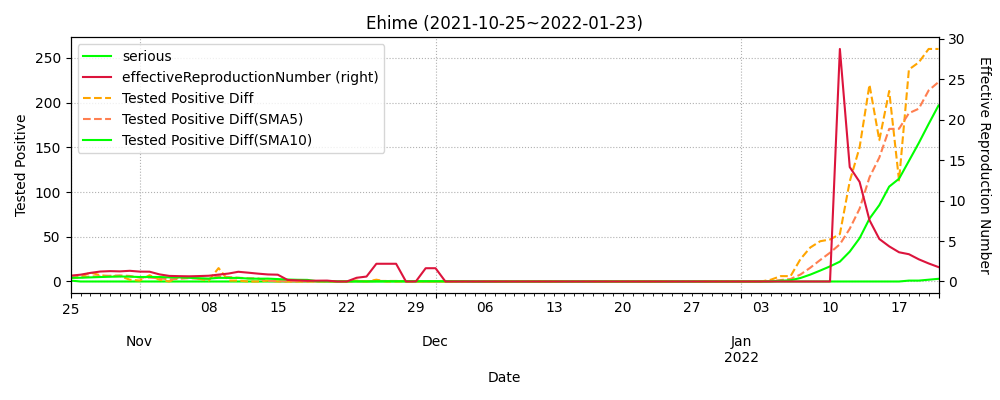 Ehime (2021-10-25~2022-01-23)
serious
effectiveReproductionNumber (right)
Tested Positive Diff
Tested Positive Diff(SMA5)
Tested Positive Diff(SMA10)
Tested Positive
250
200
150
100
50
0
30
25
20
15
10
5
0
Effective Reproduction Number
25 08 15 22 29 06 13 20 27 03 10 17
Nov Dec Jan
2022
Date